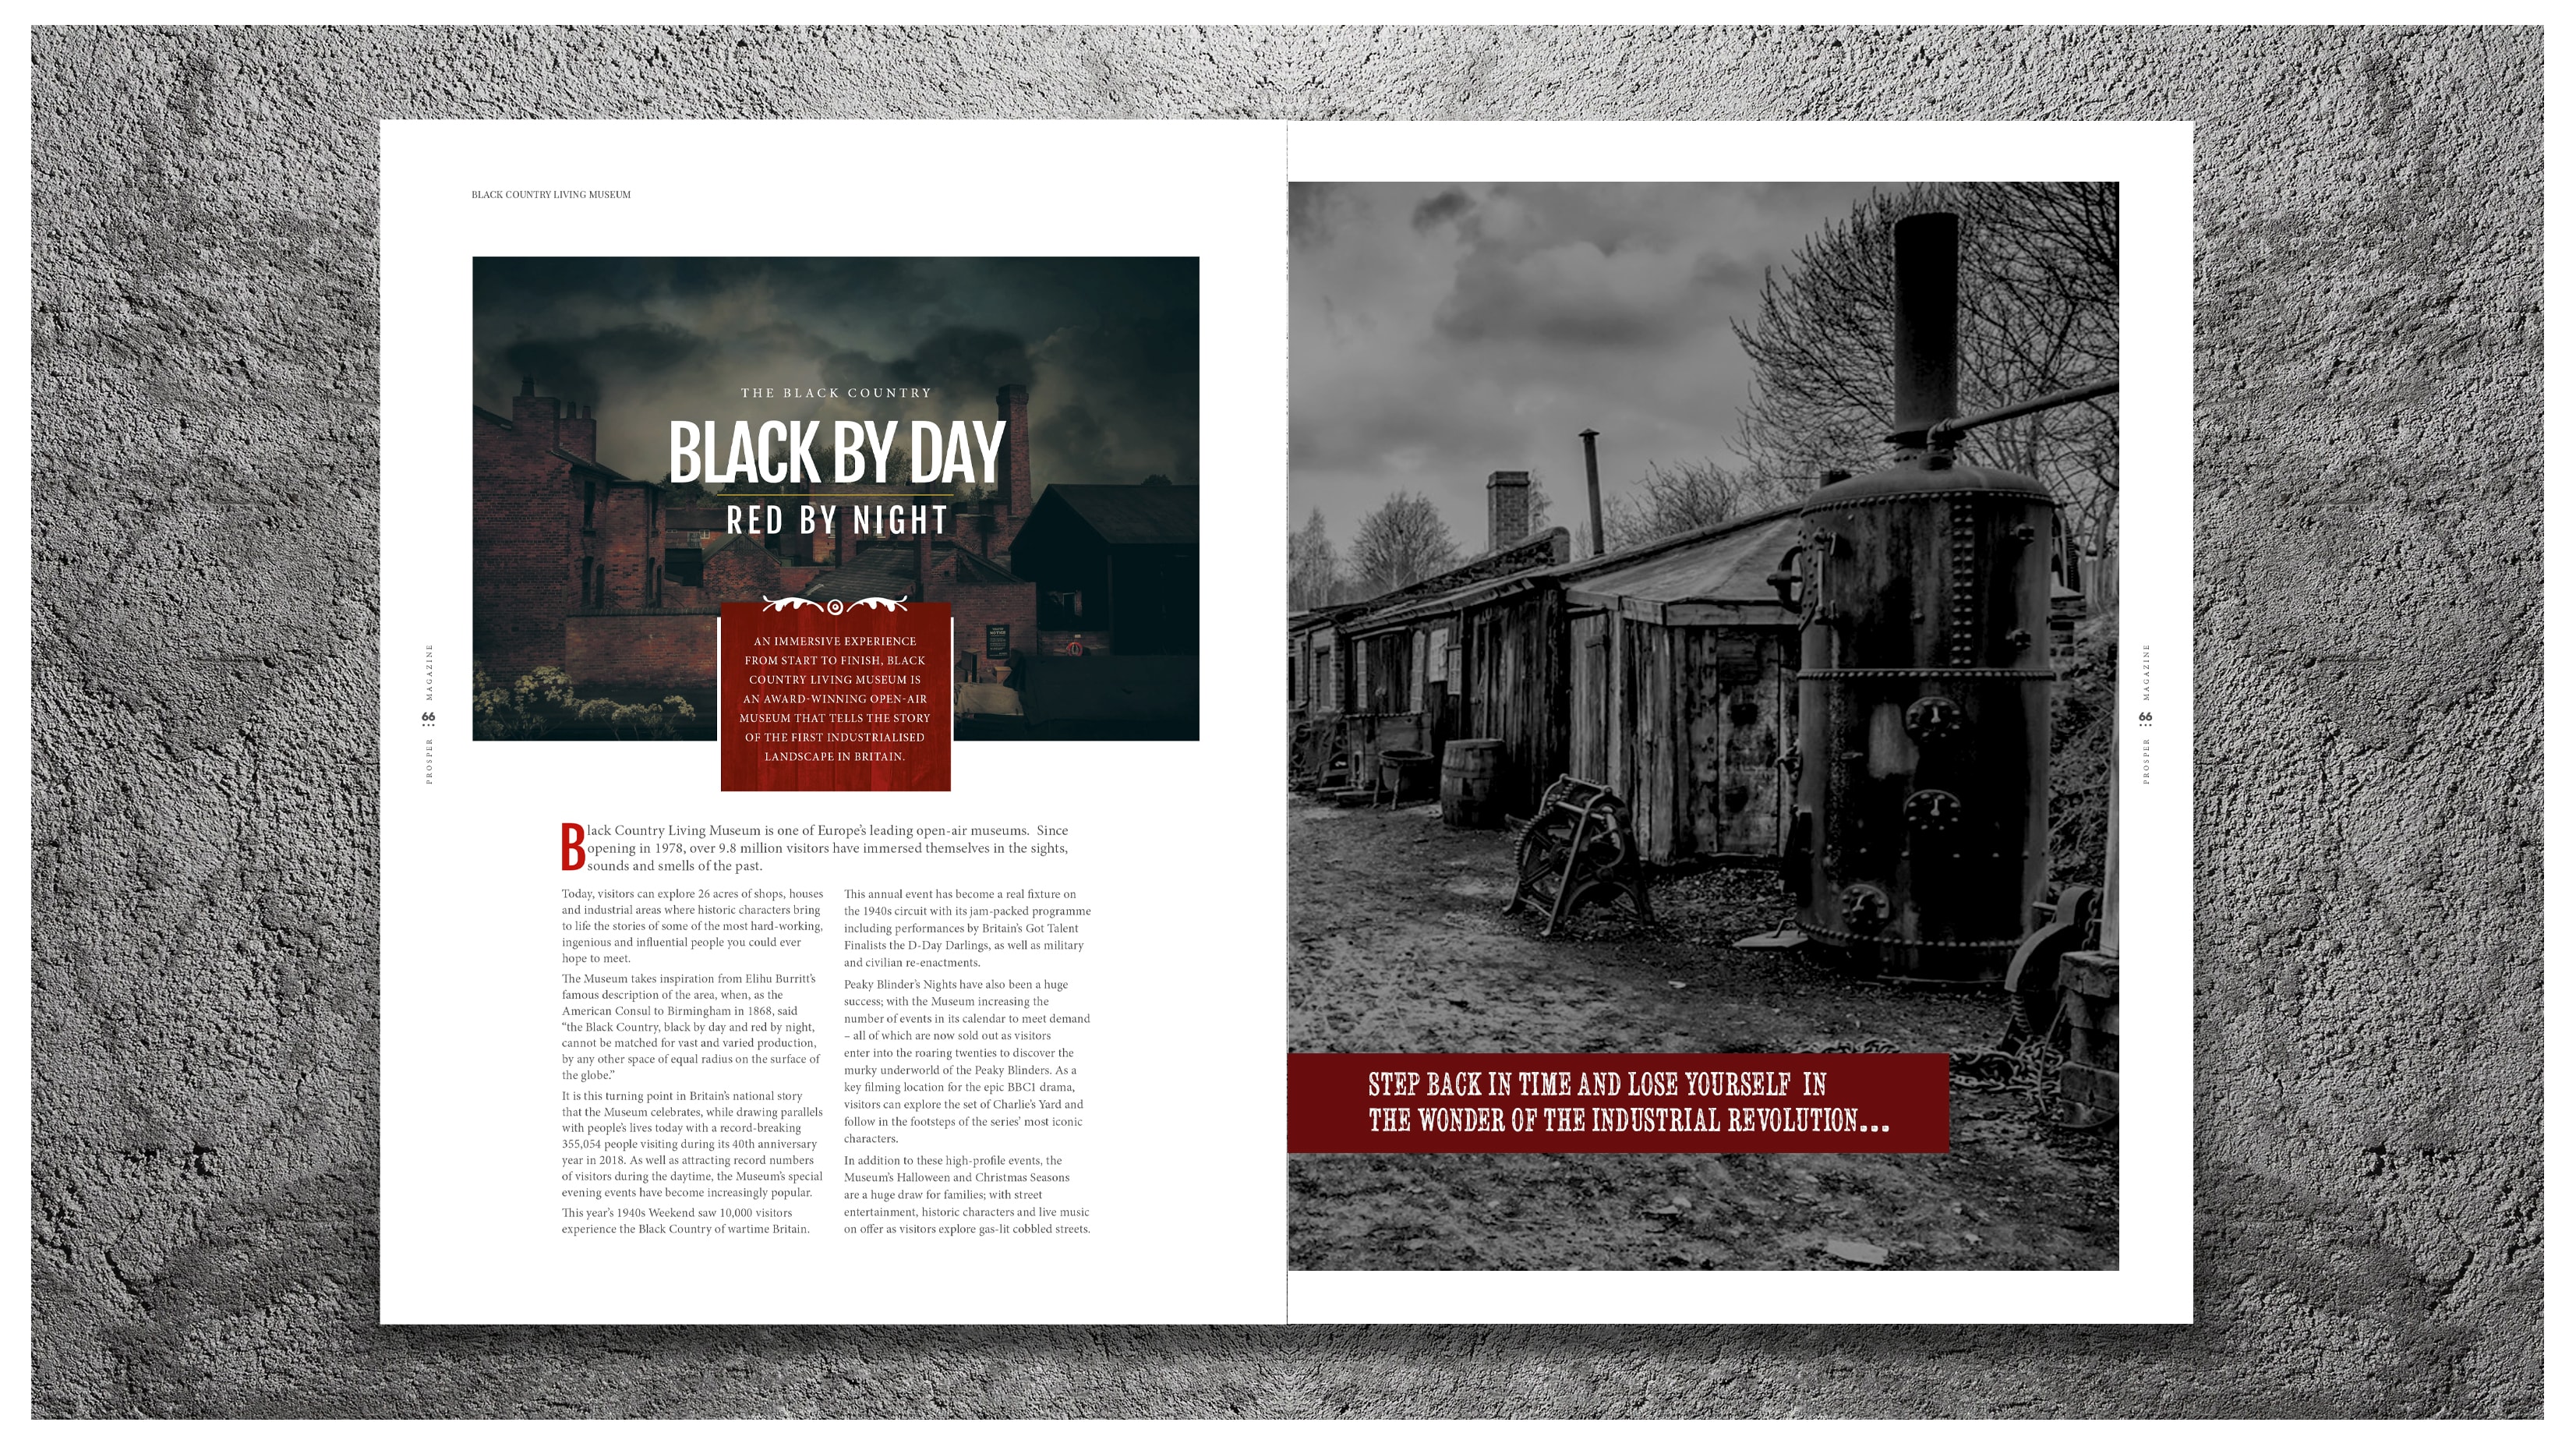 BLACK COUNTRY LIVING MUSEUM
THE BLACK COUNTRY
BLACK BY DAY
RED BY NIGHT
AN IMMERSIVE EXPERIENCE
FROM START TO FINISH, BLACK
COUNTRY LIVING MUSEUM IS
AN AWARD-WINNING OPEN-AIR
MUSEUM THAT TELLS THE STORY
OF THE FIRST INDUSTRIALISED
LANDSCAPE IN BRITAIN.
Black Country Living Museum is one of Europe's leading open-air museums. Since
opening in 1978, over 9.8 million visitors have immersed themselves in the sights,
sounds and smells of the past.
Today, visitors can explore 26 acres of shops, houses
and industrial areas where historic characters bring
to life the stories of some of the most hard-working,
ingenious and influential people you could ever
hope to meet.
The Museum takes inspiration from Elihu Burritt's
famous description of the area, when, as the
American Consul to Birmingham in 1868, said
“the Black Country, black by day and red by night,
cannot be matched for vast and varied production,
by any other space of equal radius on the surface of
the globe.”
It is this turning point in Britain's national story
that the Museum celebrates, while drawing parallels
with people's lives today with a record-breaking
355,054 people visiting during its 40th anniversary
year in 2018. As well as attracting record numbers
of visitors during the daytime, the Museum's special
evening events have become increasingly popular.
This year's 1940s Weekend saw 10,000 visitors
experience the Black Country of wartime Britain.
This annual event has become a real fixture on
the 1940s circuit with its jam-packed programme
including performances by Britain's Got Talent
Finalists the D-Day Darlings, as well as military
and civilian re-enactments.
Peaky Blinder's Nights have also been a huge
success; with the Museum increasing the
number of events in its calendar to meet demand
– all of which are now sold out as visitors
enter into the roaring twenties to discover the
murky underworld of the Peaky Blinders. As a
key filming location for the epic BBC1 drama,
visitors can explore the set of Charlie's Yard and
follow in the footsteps of the series' most iconic
characters.
In addition to these high-profile events, the
Museum's Halloween and Christmas Seasons
are a huge draw for families; with street
entertainment, historic characters and live music
on offer as visitors explore gas-lit cobbled streets.
PROSPER 66 MAGAZINE
STEP BACK IN TIME AND LOSE YOURSELF IN
THE WONDER OF THE INDUSTRIAL REVOLUTION...
PROSPER 66 MAGAZINE